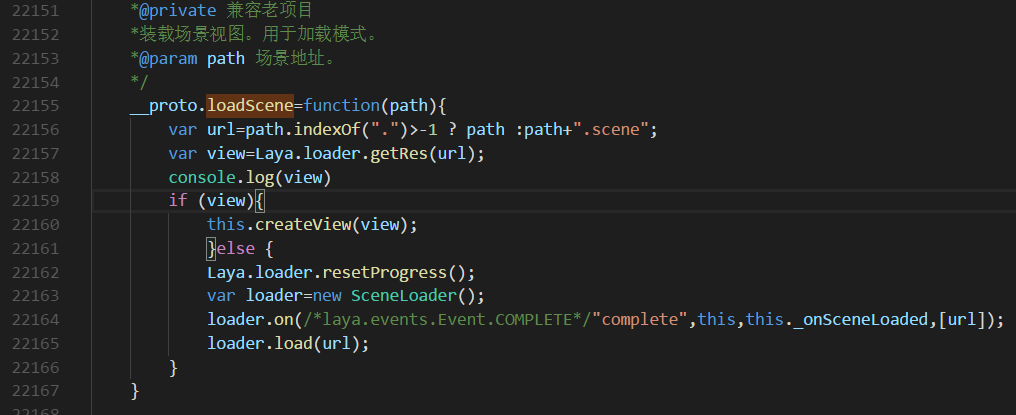 22151 *@private 兼容老项目
22152 *装载场景视图。用于加载模式。
22153 *@param path 场景地址。
22154 */
22155 __proto.loadScene=function(path){
22156 var url=path.indexOf(".")>-1 ? path :path+".scene";
22157 var view=Laya.loader.getRes(url);
22158 console.log(view)
22159 if (view){
22160 this.createView(view);
22161 }else {
22162 Laya.loader.resetProgress();
22163 var loader=new SceneLoader();
22164 loader.on(/*laya.events.Event.COMPLETE*/"complete",this,this._onSceneLoaded,[url]);
22165 loader.load(url);
22166 }
22167 }
22168